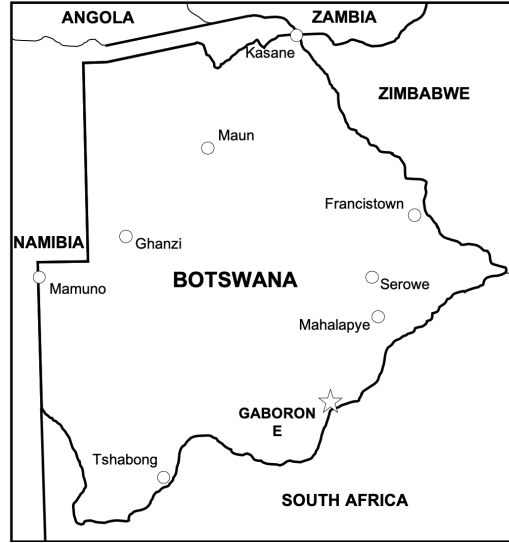 ANGOLA
ZAMBIA
Kasane
ZIMBABWE
Maun
Francistown
NAMIBIA
Ghanzi
BOTSWANA
Serowe
Mamuno
Mahalapye
GABORON
E
Tshabong
SOUTH AFRICA